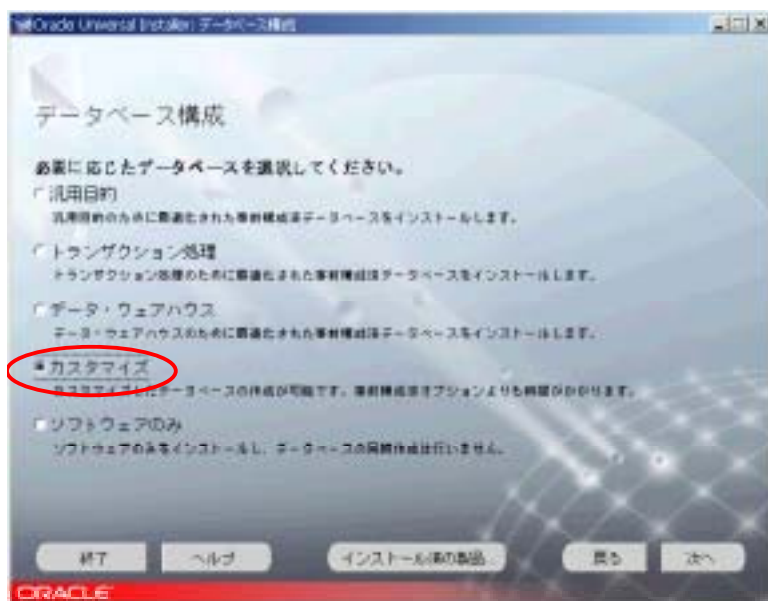 Oracle Universal Installer: データベース構成
データベース構成
必要に応じたデータベースを選択してください。
汎用目的
汎用目的のために最適化された事前構成済データベースをインストールします。
トランザクション処理
トランザクション処理のために最適化された事前構成済データベースをインストールします。
データ・ウェアハウス
データ・ウェアハウスのために最適化された事前構成済データベースをインストールします。
カスタマイズ
カスタマイズしたデータベースの作成が可能です。事前構成済オプションよりも時間がかかります。
ソフトウェアのみ
ソフトウェアのみをインストールし、データベースの同時作成は行いません。
終了 ヘルプ インストール済の製品... 戻る 次へ
ORACLE